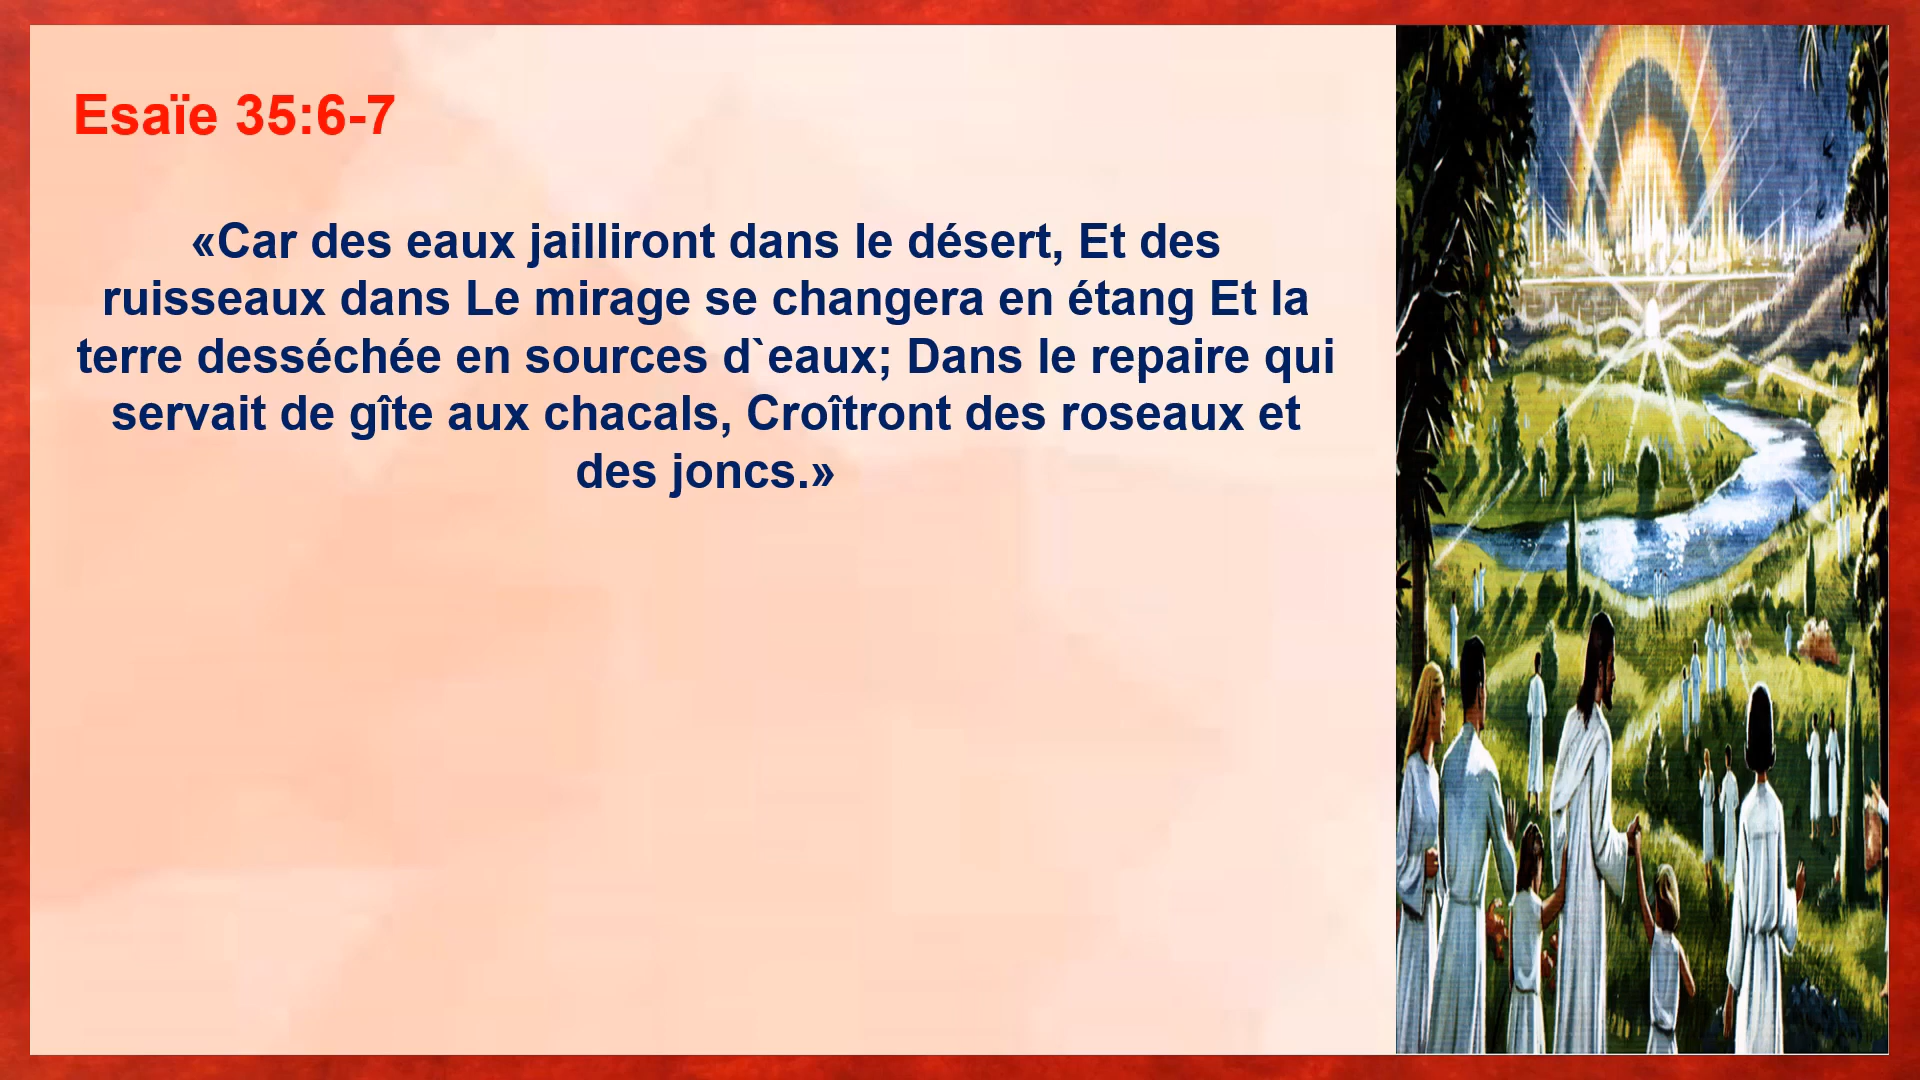 Esaïe 35:6-7
«Car des eaux jailliront dans le désert, Et des
ruisseaux dans Le mirage se changera en étang Et la
terre desséchée en sources d`eaux; Dans le repaire qui
servait de gîte aux chacals, Croîtront des roseaux et
des joncs.»